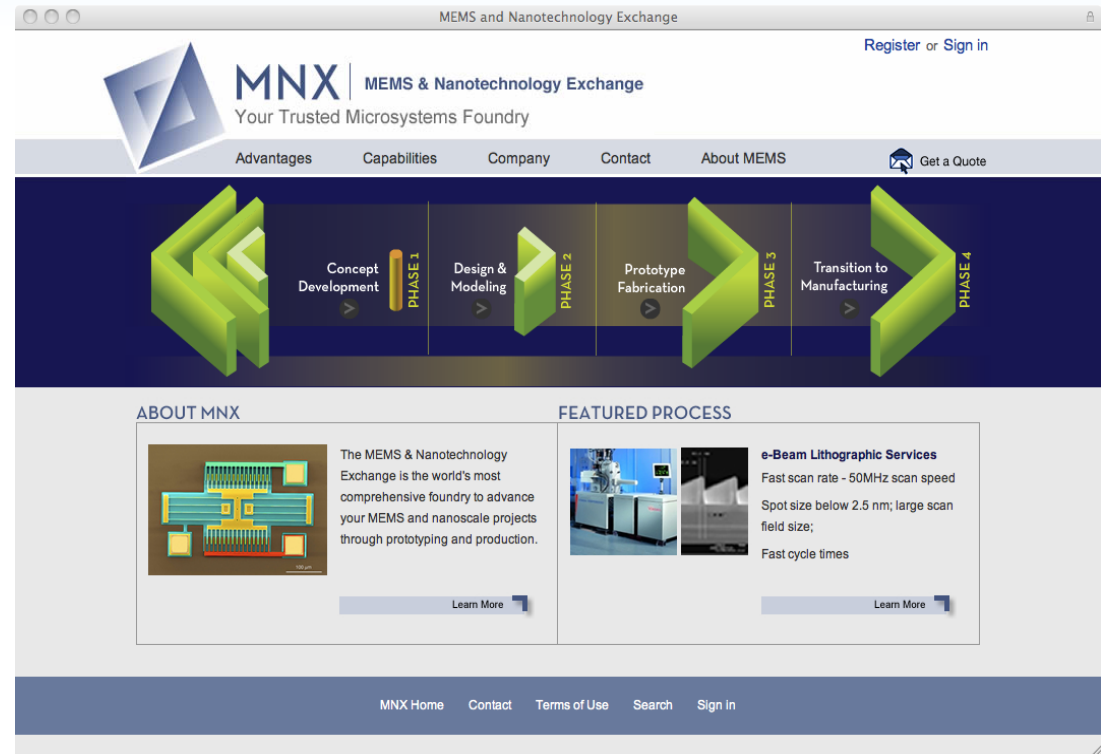 MEMS and Nanotechnology Exchange
Register or Sign in
MNX
MEMS & Nanotechnology Exchange
Your Trusted Microsystems Foundry
Advantages Capabilities Company Contact About MEMS Get a Quote
Concept
Development
PHASE 1
Design &
Modeling
PHASE 2
Prototype
Fabrication
PHASE 3
Transition to
Manufacturing
PHASE 4
ABOUT MNX
The MEMS & Nanotechnology
Exchange is the world's most
comprehensive foundry to advance
your MEMS and nanoscale projects
through prototyping and production.
Learn More
FEATURED PROCESS
e-Beam Lithographic Services
Fast scan rate - 50MHz scan speed
Spot size below 2.5 nm; large scan
field size;
Fast cycle times
Learn More
MNX Home Contact Terms of Use Search Sign in